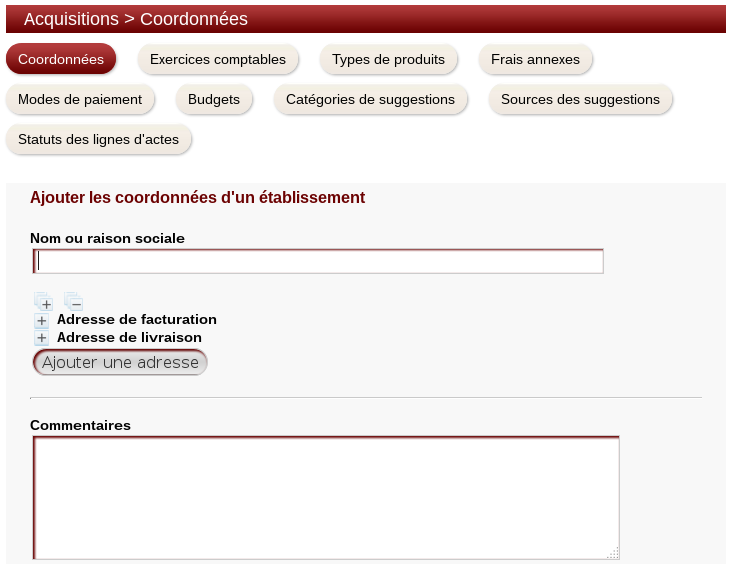 Acquisitions > Coordonnées
Coordonnées Exercices comptables Types de produits Frais annexes
Modes de paiement Budgets Catégories de suggestions Sources des suggestions
Statuts des lignes d'actes
Ajouter les coordonnées d'un établissement
Nom ou raison sociale
Adresse de facturation
Adresse de livraison
Ajouter une adresse
Commentaires